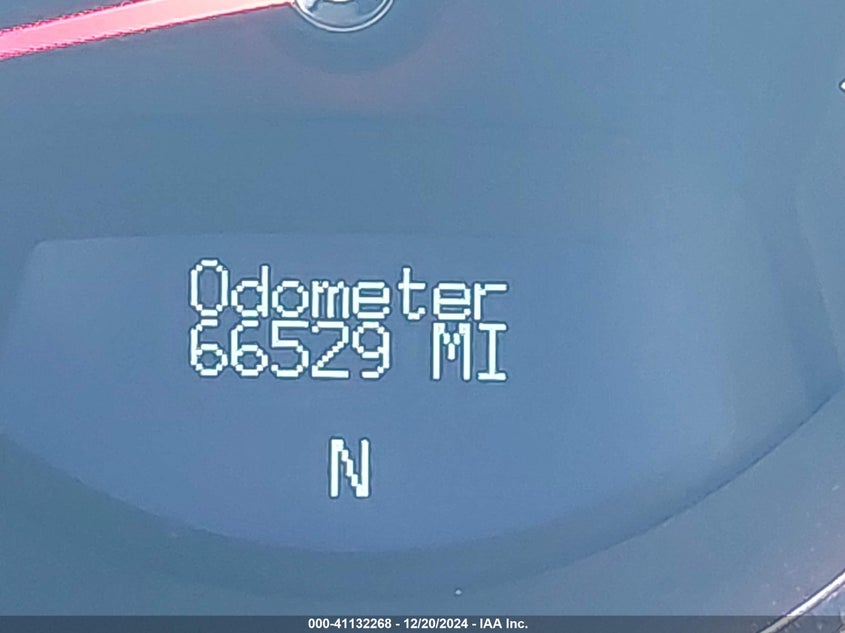 Odometer
66529 MI
N
000-41132268 - 12/20/2024 - IAA Inc.